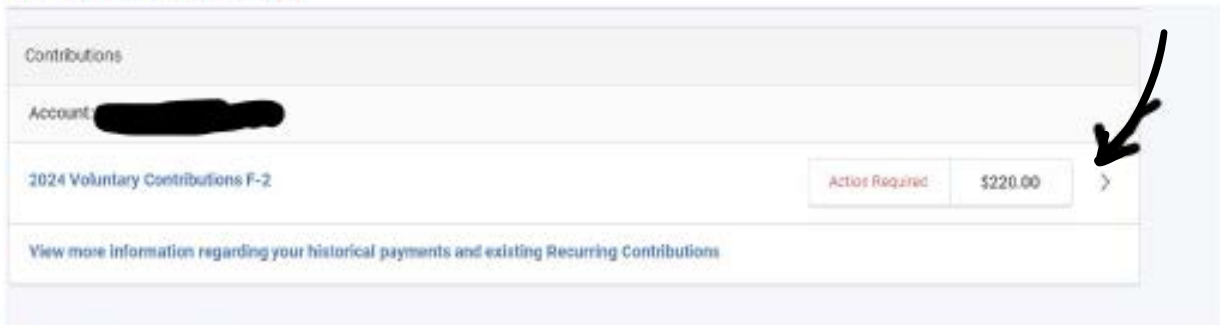 Contributions
Account:
2024 Voluntary Contributions F-2
Action Required $220.00 >
View more information regarding your historical payments and existing Recurring Contributions